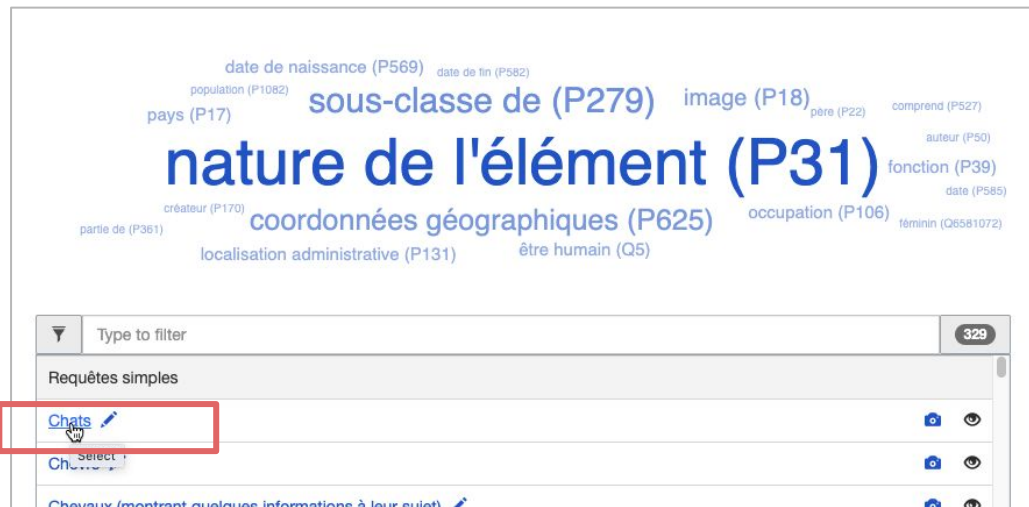 date de naissance (P569) date de fin (P582)
population (P1082) sous-classe de (P279) image (P18) père (P22) comprend (P527)
pays (P17)
auteur (P50)
nature de l'élément (P31) fonction (P39)
date (P585)
créateur (P170) coordonnées géographiques (P625) occupation (P106) féminin (Q6581072)
partie de (P361)
localisation administrative (P131) être humain (Q5)
Type to filter 329
Requêtes simples
Chats
Select
Chevaux (montrant quelques informations à leur sujet)